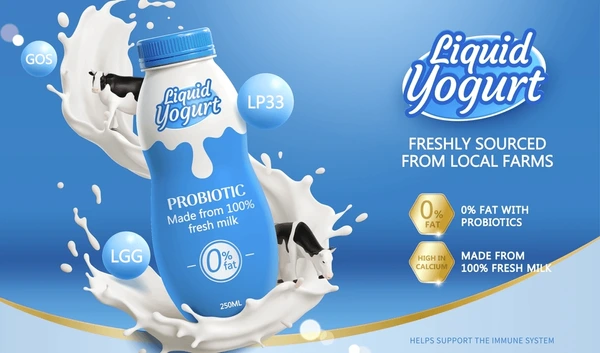 GOS
LP33
LGG
Liquid
Yogurt
PROBIOTIC
Made from 100%
fresh milk
0%
fat
250ML
Liquid
Yogurt
FRESHLY SOURCED
FROM LOCAL FARMS
0%
FAT
0% FAT WITH
PROBIOTICS
HIGH IN
CALCIUM
MADE FROM
100% FRESH MILK
HELPS SUPPORT THE IMMUNE SYSTEM